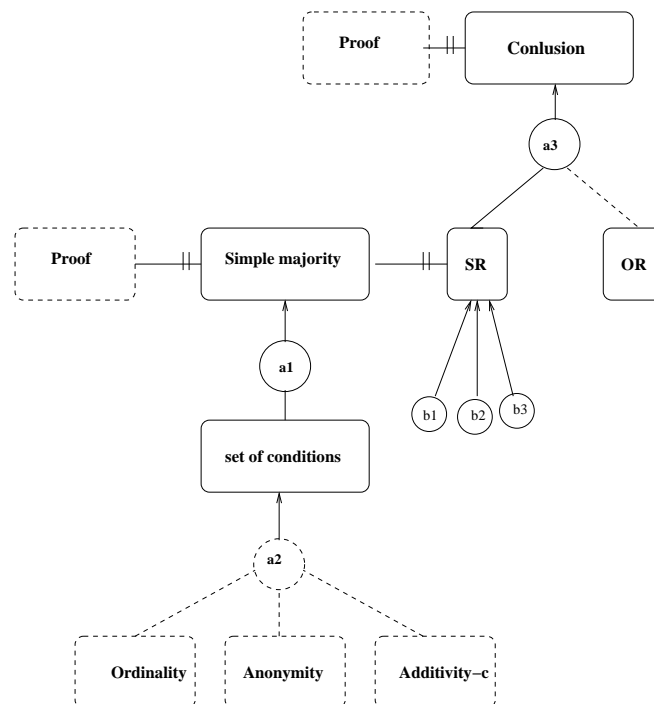 Proof
Conlusion
a3
Proof
Simple majority
SR
OR
a1
b1
b2
b3
set of conditions
a2
Ordinality
Anonymity
Additivity-c